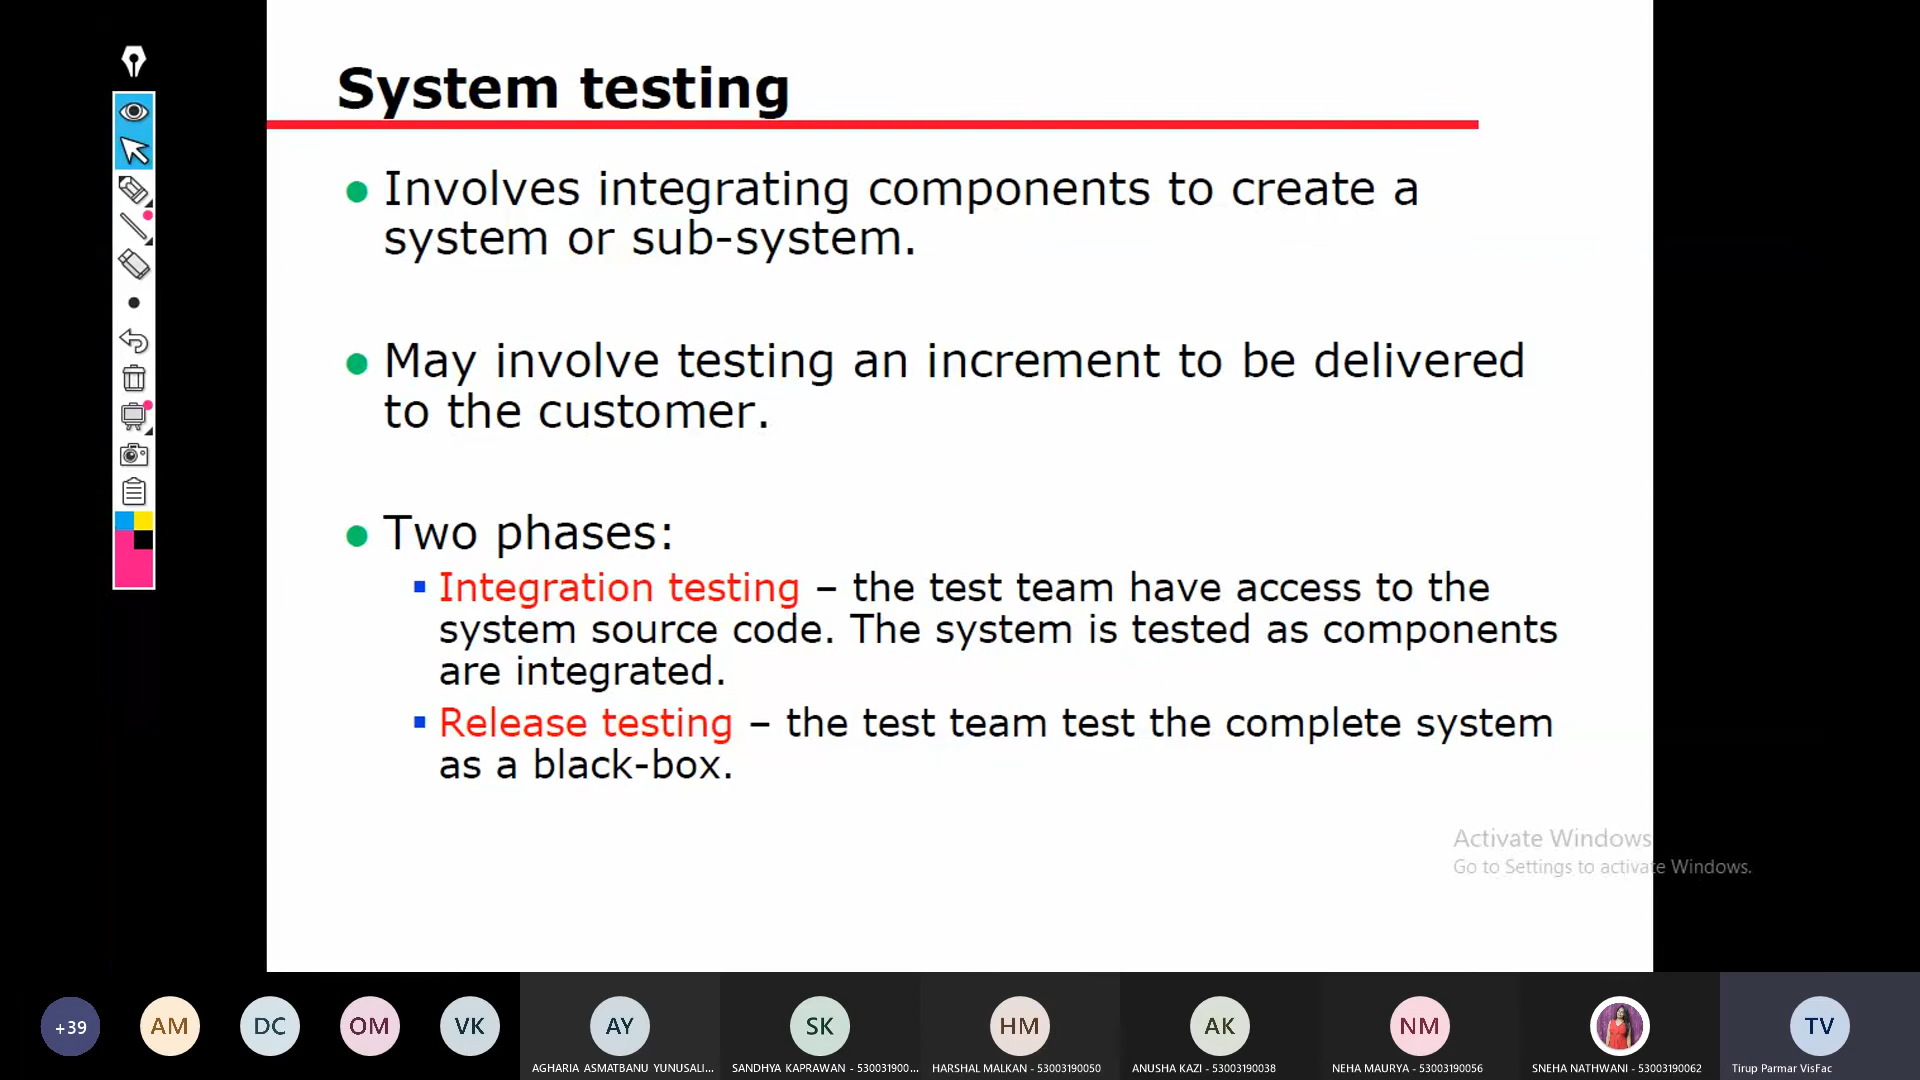 System testing
Involves integrating components to create a
system or sub-system.
May involve testing an increment to be delivered
to the customer.
Two phases:
Integration testing – the test team have access to the
system source code. The system is tested as components
are integrated.
Release testing – the test team test the complete system
as a black-box.
Activate Windows
Go to Settings to activate Windows.
+39
AM
DC
OM
VK
AY
SK
HM
AK
NM
TV
AGHARIA ASMATBANU YUNUSALI...
SANDHYA KAPRAWAN - 530031900...
HARSHAL MALKAN - 53003190050
ANUSHA KAZI - 53003190038
NEHA MAURYA - 53003190056
SNEHA NATHWANI - 53003190062
Tirup Parmar VisFac